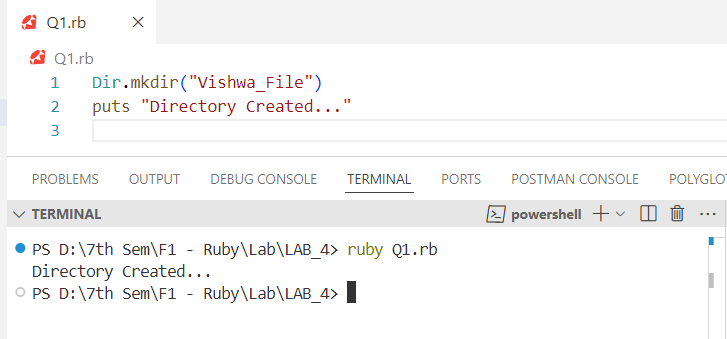 Q1.rb
Q1.rb
1 Dir.mkdir("Vishwa_File")
2 puts "Directory Created..."
3
PROBLEMS OUTPUT DEBUG CONSOLE TERMINAL PORTS POSTMAN CONSOLE POLYGLO
TERMINAL powershell
PS D:\7th Sem\F1 - Ruby\Lab\LAB_4> ruby Q1.rb
Directory Created...
PS D:\7th Sem\F1 - Ruby\Lab\LAB_4>